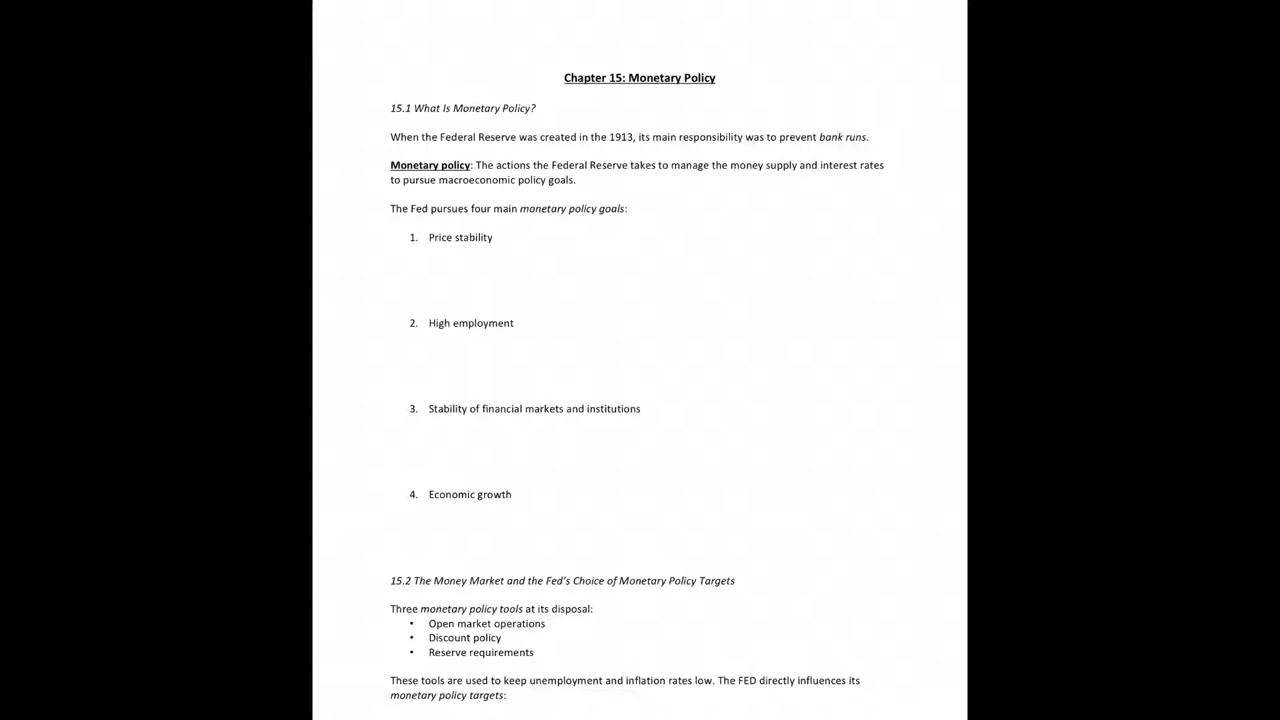 Chapter 15: Monetary Policy
15.1 What Is Monetary Policy?
When the Federal Reserve was created in the 1913, its main responsibility was to prevent bank runs.
Monetary policy: The actions the Federal Reserve takes to manage the money supply and interest rates
to pursue macroeconomic policy goals.
The Fed pursues four main monetary policy goals:
1. Price stability
2. High employment
3. Stability of financial markets and institutions
4. Economic growth
15.2 The Money Market and the Fed's Choice of Monetary Policy Targets
Three monetary policy tools at its disposal:
• Open market operations
• Discount policy
• Reserve requirements
These tools are used to keep unemployment and inflation rates low. The FED directly influences its
monetary policy targets: